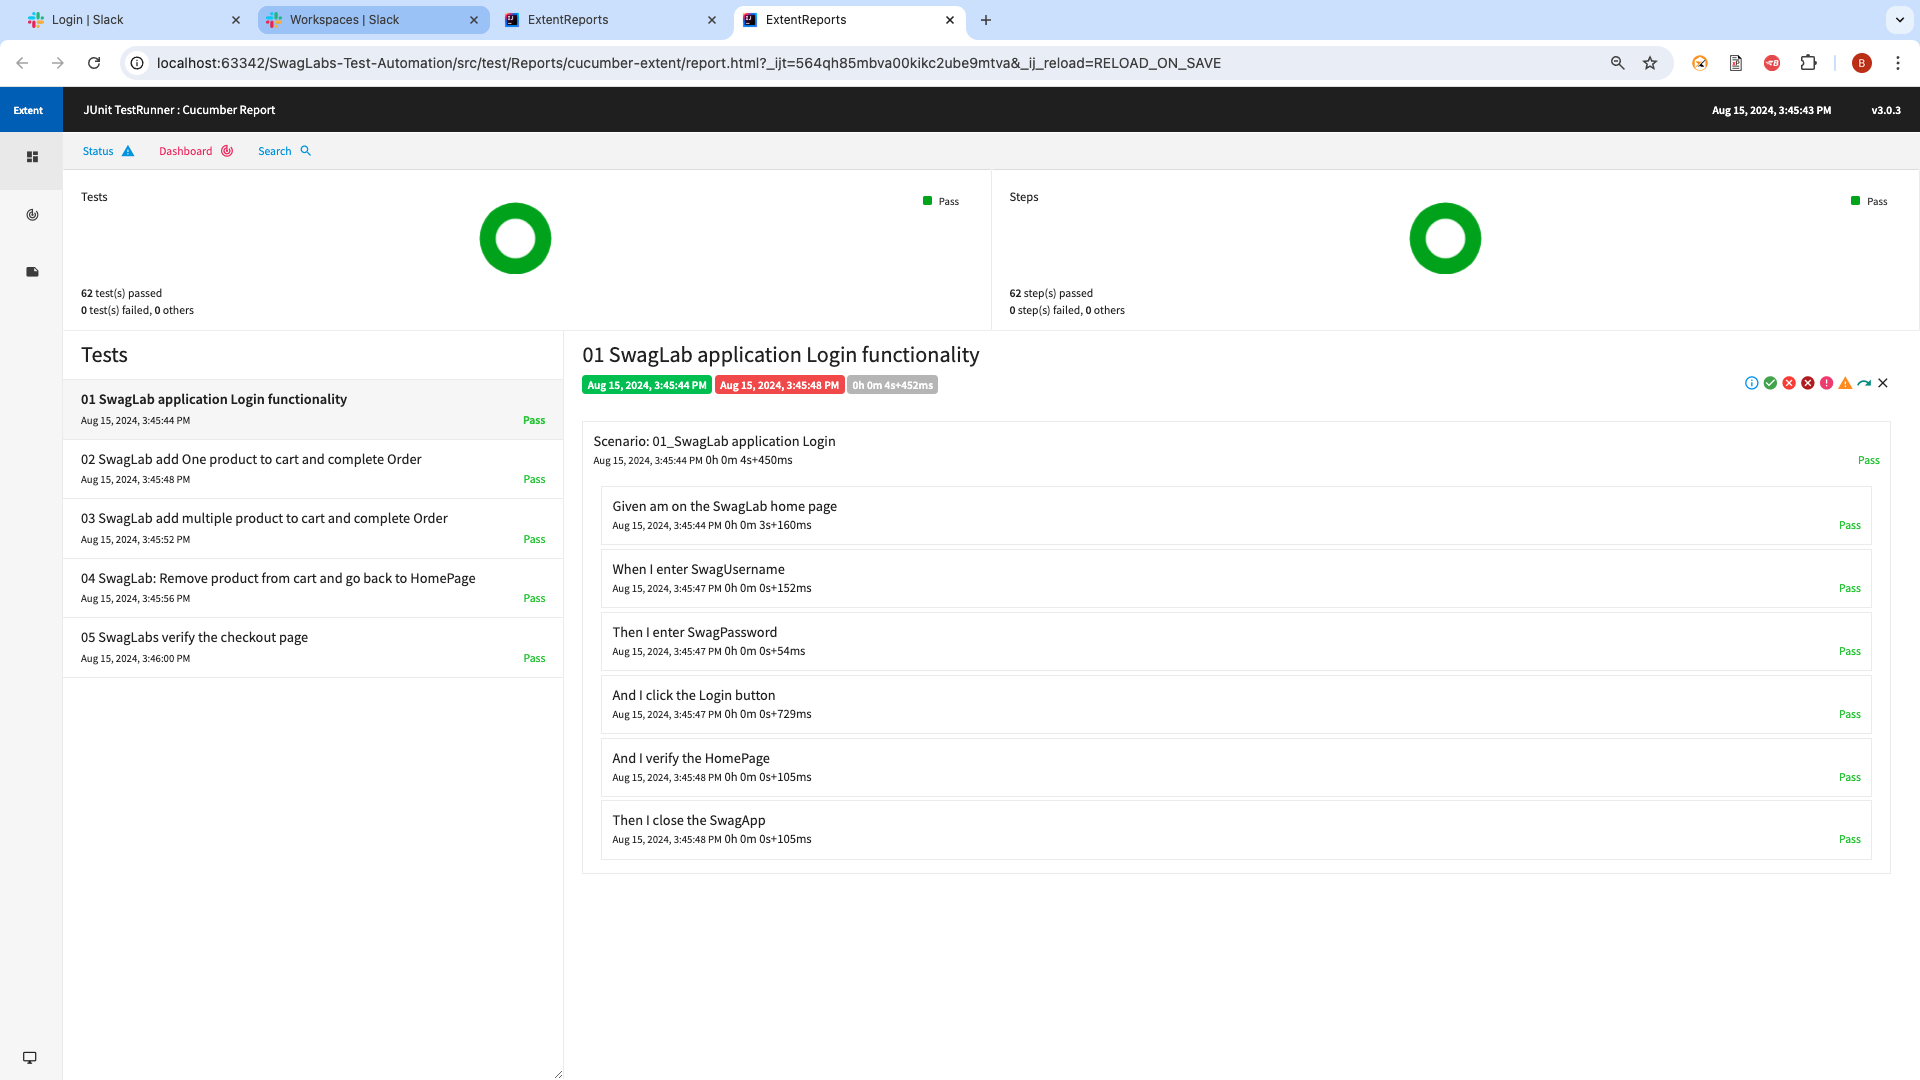 Login | Slack
Workspaces | Slack
ExtentReports
ExtentReports
localhost:63342/SwagLabs-Test-Automation/src/test/Reports/cucumber-extent/report.html?_ijt=564qh85mbva00kikc2ube9mtva&_ij_reload=RELOAD_ON_SAVE
B
Extent
JUnit TestRunner : Cucumber Report
Aug 15, 2024, 3:45:43 PM
v3.0.3
Status
Dashboard
Search
Tests
Pass
62 test(s) passed
0 test(s) failed, 0 others
Steps
Pass
62 step(s) passed
0 step(s) failed, 0 others
Tests
01 SwagLab application Login functionality
Aug 15, 2024, 3:45:44 PM
Pass
02 SwagLab add One product to cart and complete Order
Aug 15, 2024, 3:45:48 PM
Pass
03 SwagLab add multiple product to cart and complete Order
Aug 15, 2024, 3:45:52 PM
Pass
04 SwagLab: Remove product from cart and go back to HomePage
Aug 15, 2024, 3:45:56 PM
Pass
05 SwagLabs verify the checkout page
Aug 15, 2024, 3:46:00 PM
Pass
01 SwagLab application Login functionality
Aug 15, 2024, 3:45:44 PM
Aug 15, 2024, 3:45:48 PM
0h 0m 4s+452ms
Scenario: 01_SwagLab application Login
Aug 15, 2024, 3:45:44 PM 0h 0m 4s+450ms
Pass
Given am on the SwagLab home page
Aug 15, 2024, 3:45:44 PM 0h 0m 3s+160ms
Pass
When I enter SwagUsername
Aug 15, 2024, 3:45:47 PM 0h 0m 0s+152ms
Pass
Then I enter SwagPassword
Aug 15, 2024, 3:45:47 PM 0h 0m 0s+54ms
Pass
And I click the Login button
Aug 15, 2024, 3:45:47 PM 0h 0m 0s+729ms
Pass
And I verify the HomePage
Aug 15, 2024, 3:45:48 PM 0h 0m 0s+105ms
Pass
Then I close the SwagApp
Aug 15, 2024, 3:45:48 PM 0h 0m 0s+105ms
Pass